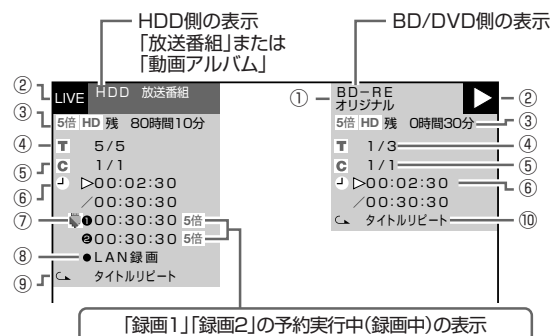 HDD側の表示
「放送番組」または
「動画アルバム」
BD/DVD側の表示
②
LIVE
HDD 放送番組
③
5倍 HD 残 80時間10分
④
T 5/5
⑤
C 1/1
⑥
▷00:02:30
/00:30:30
⑦
❶00:30:30 5倍
❷00:30:30 5倍
⑧
●LAN録画
⑨
タイトルリピート
①
BD-RE
オリジナル
②
5倍 HD 残 0時間30分
③
T 1/3
④
C 1/1
⑤
▷00:02:30
⑥
/00:30:30
タイトルリピート
⑩
「録画1」「録画2」の予約実行中(録画中)の表示